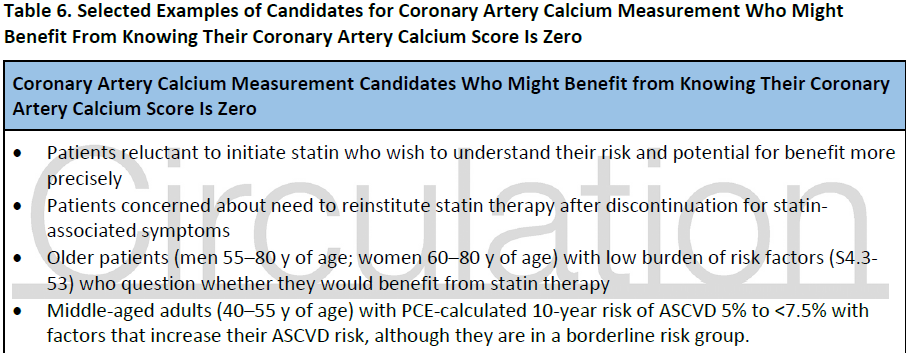 Table 6. Selected Examples of Candidates for Coronary Artery Calcium Measurement Who Might
Benefit From Knowing Their Coronary Artery Calcium Score Is Zero
Coronary Artery Calcium Measurement Candidates Who Might Benefit from Knowing Their Coronary
Artery Calcium Score Is Zero
• Patients reluctant to initiate statin who wish to understand their risk and potential for benefit more
precisely
• Patients concerned about need to reinstitute statin therapy after discontinuation for statin-
associated symptoms
• Older patients (men 55–80 y of age; women 60–80 y of age) with low burden of risk factors (S4.3-
53) who question whether they would benefit from statin therapy
• Middle-aged adults (40–55 y of age) with PCE-calculated 10-year risk of ASCVD 5% to <7.5% with
factors that increase their ASCVD risk, although they are in a borderline risk group.
Circulation